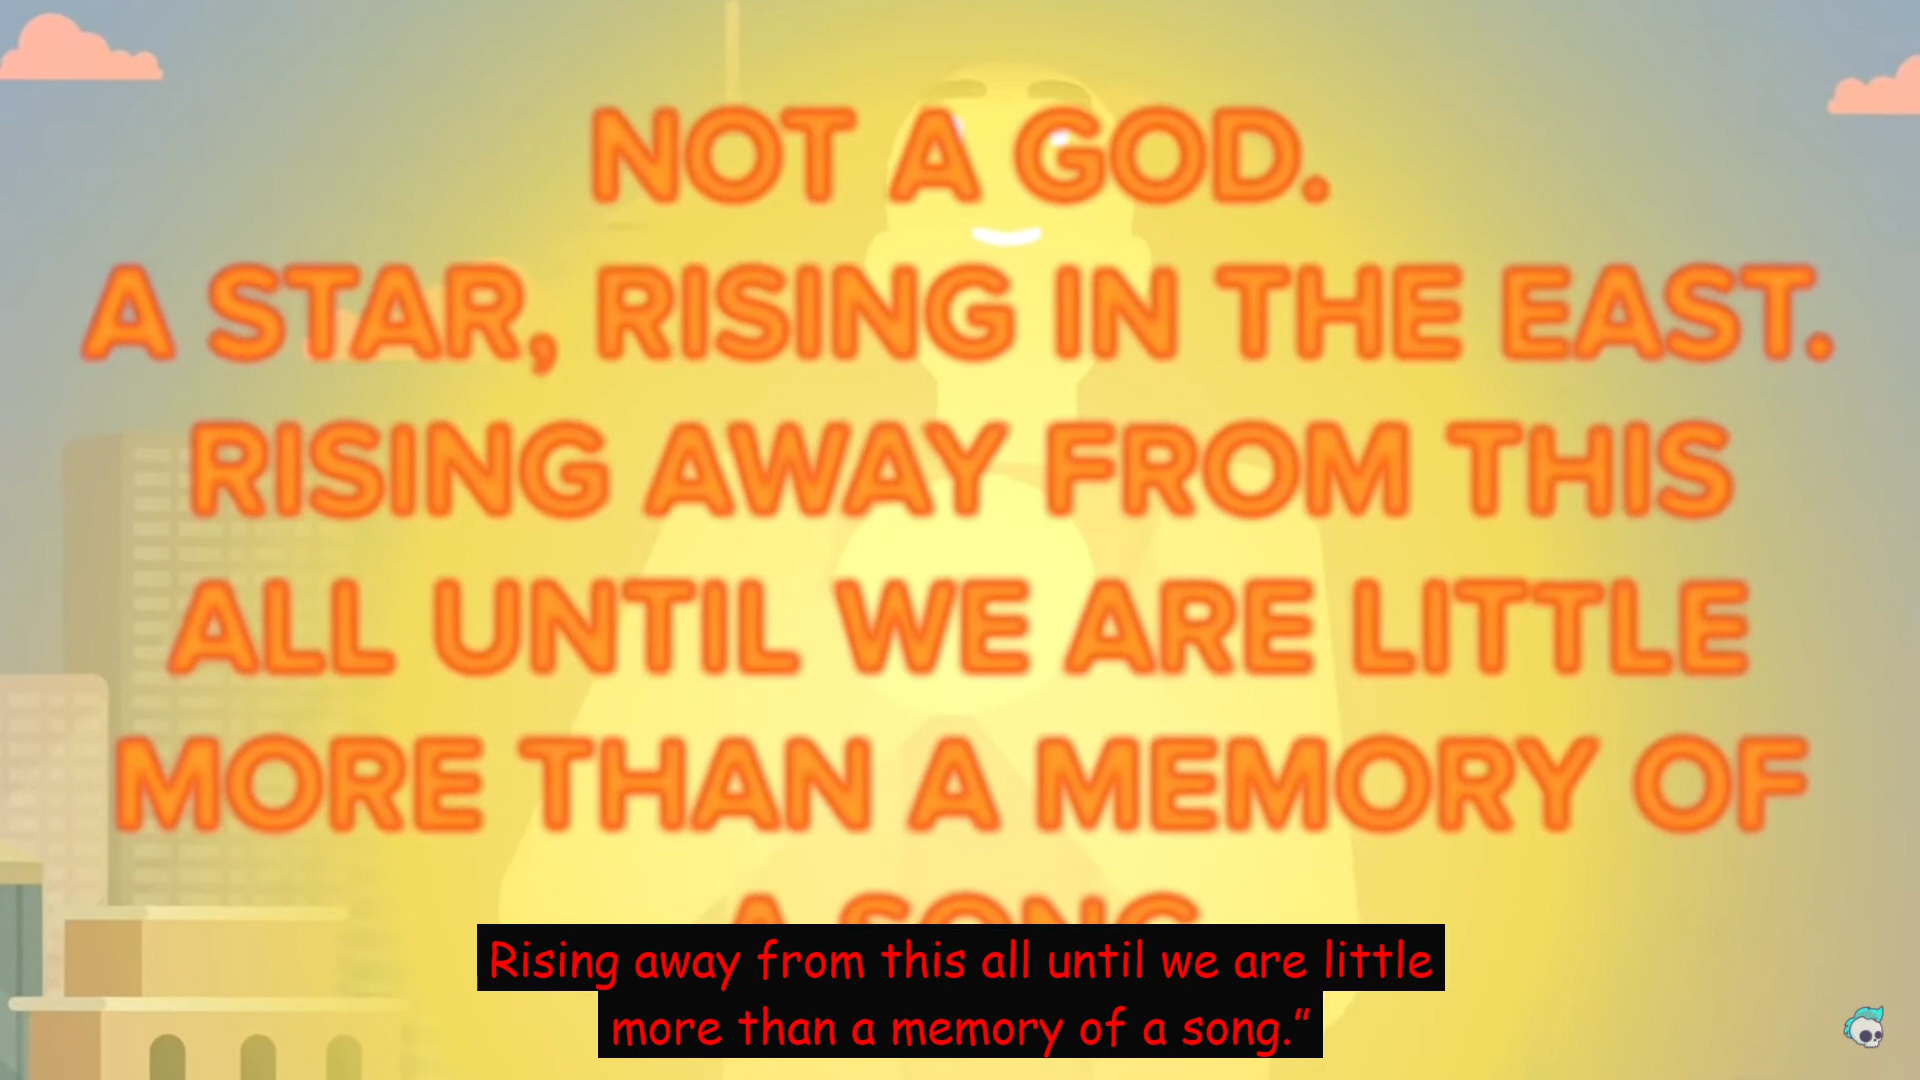 NOT A GOD.
A STAR, RISING IN THE EAST.
RISING AWAY FROM THIS
ALL UNTIL WE ARE LITTLE
MORE THAN A MEMORY OF
A SONG
Rising away from this all until we are little
more than a memory of a song.”